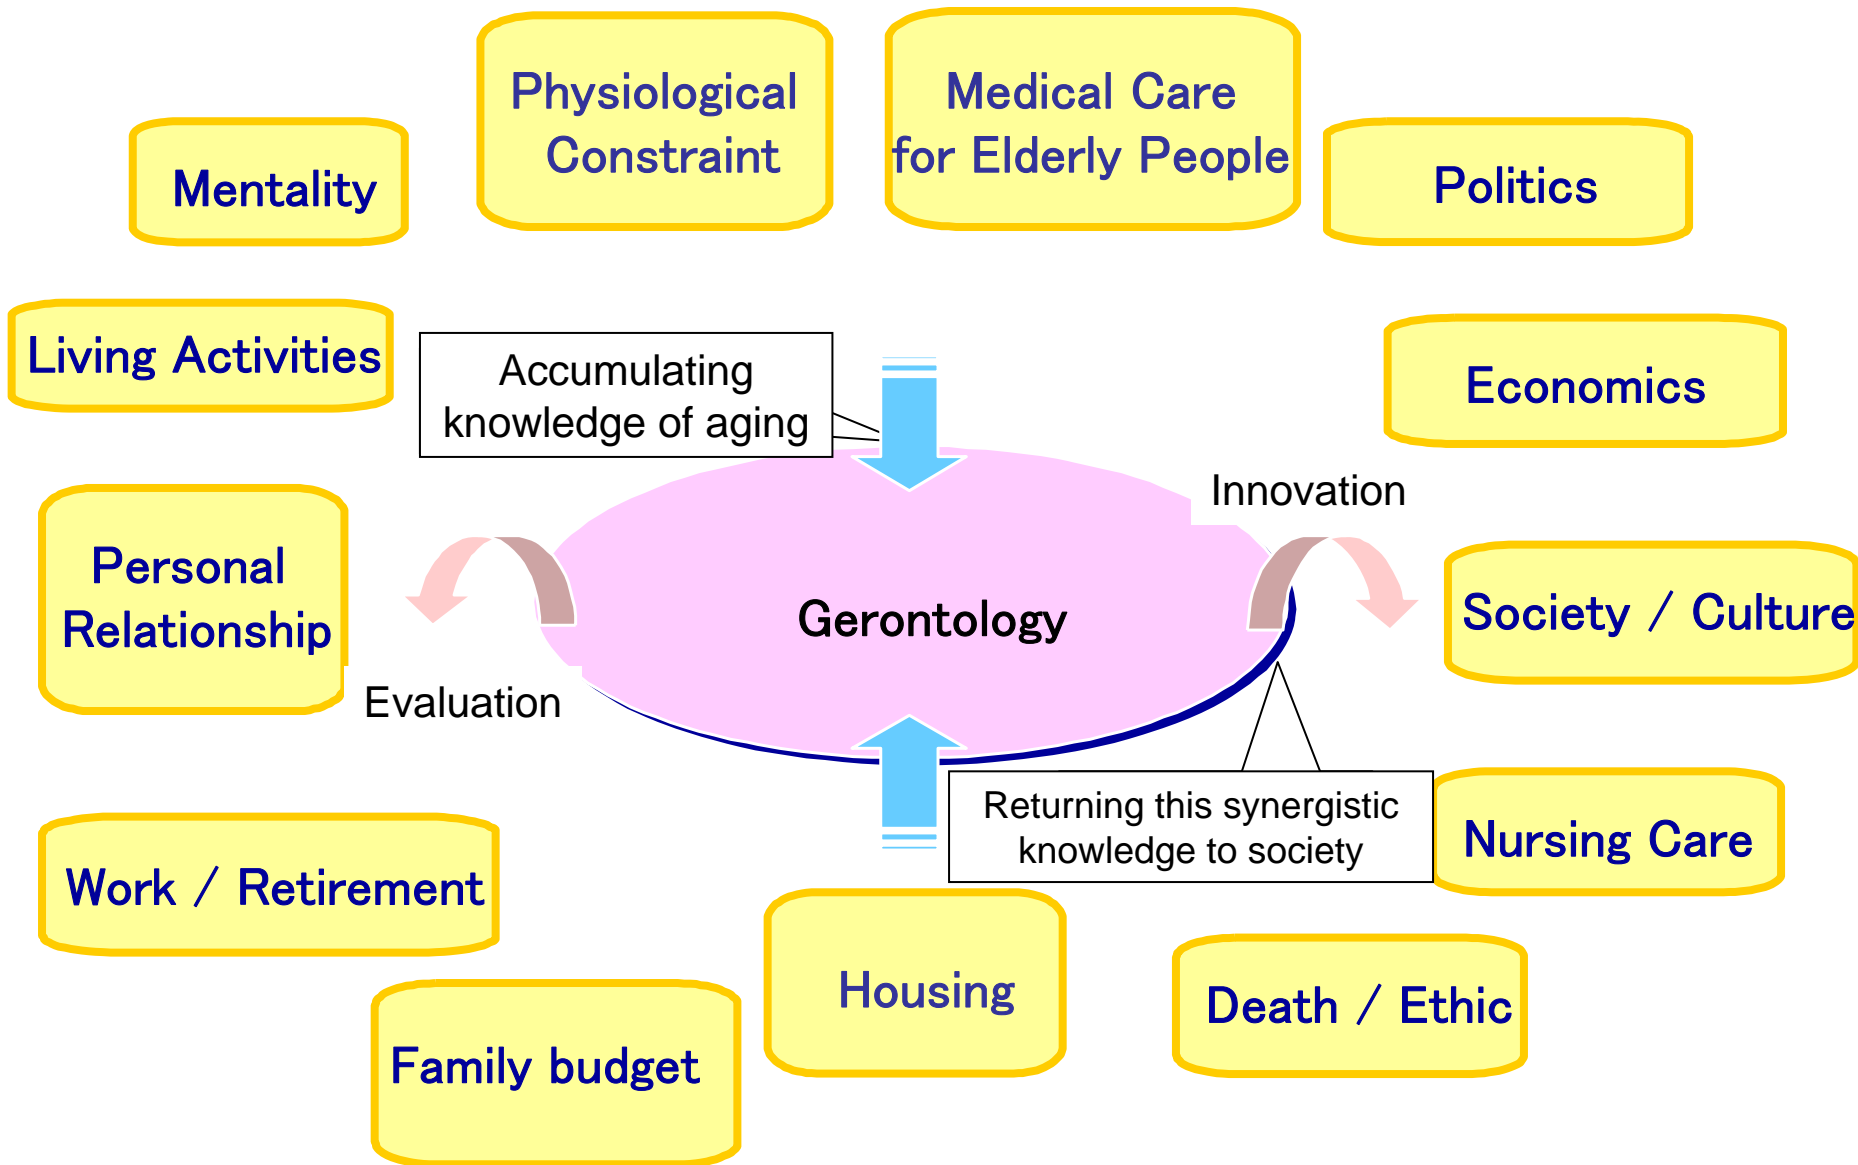 Physiological
Constraint
Medical Care
for Elderly People
Mentality
Politics
Living Activities
Accumulating
knowledge of aging
Economics
Innovation
Personal
Relationship
Gerontology
Society / Culture
Evaluation
Returning this synergistic
knowledge to society
Nursing Care
Work / Retirement
Housing
Death / Ethic
Family budget